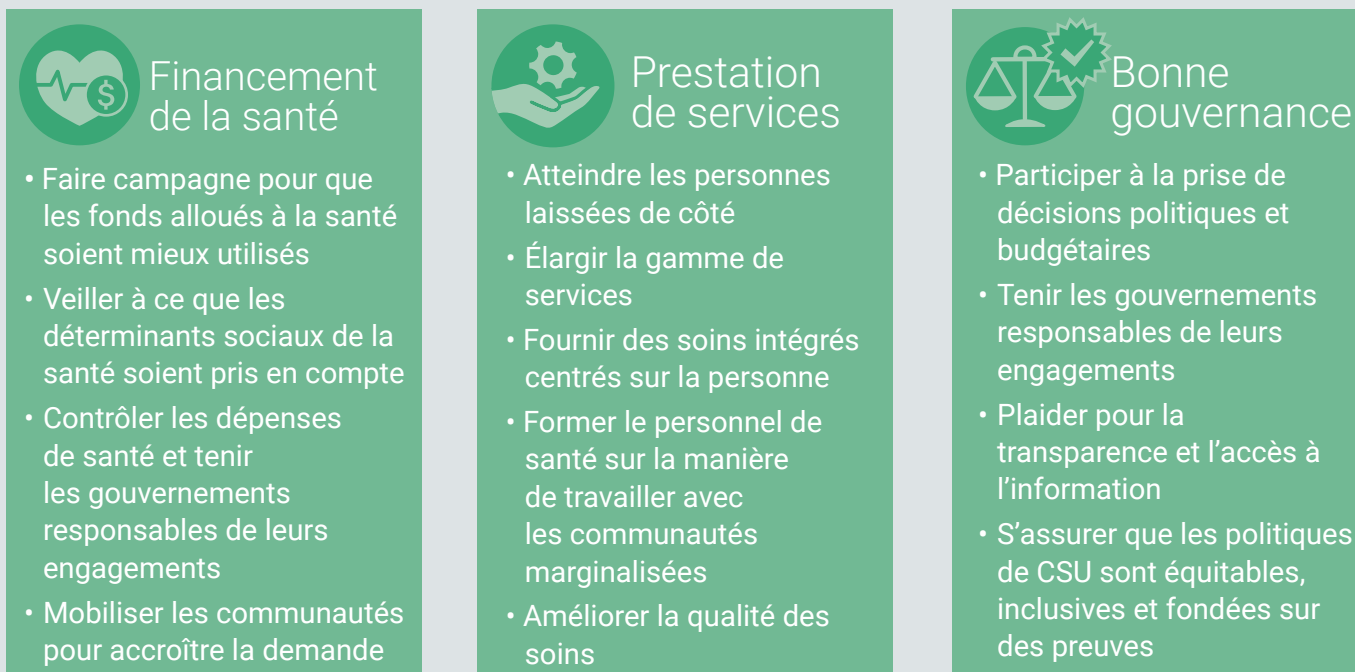 Financement
de la santé
• Faire campagne pour que
les fonds alloués à la santé
soient mieux utilisés
• Veiller à ce que les
déterminants sociaux de la
santé soient pris en compte
• Contrôler les dépenses
de santé et tenir
les gouvernements
responsables de leurs
engagements
• Mobiliser les communautés
pour accroître la demande
Prestation
de services
• Atteindre les personnes
laissées de côté
• Élargir la gamme de
services
• Fournir des soins intégrés
centrés sur la personne
• Former le personnel de
santé sur la manière
de travailler avec
les communautés
marginalisées
• Améliorer la qualité des
soins
Bonne
gouvernance
• Participer à la prise de
décisions politiques et
budgétaires
• Tenir les gouvernements
responsables de leurs
engagements
• Plaider pour la
transparence et l’accès à
l’information
• S’assurer que les politiques
de CSU sont équitables,
inclusives et fondées sur
des preuves